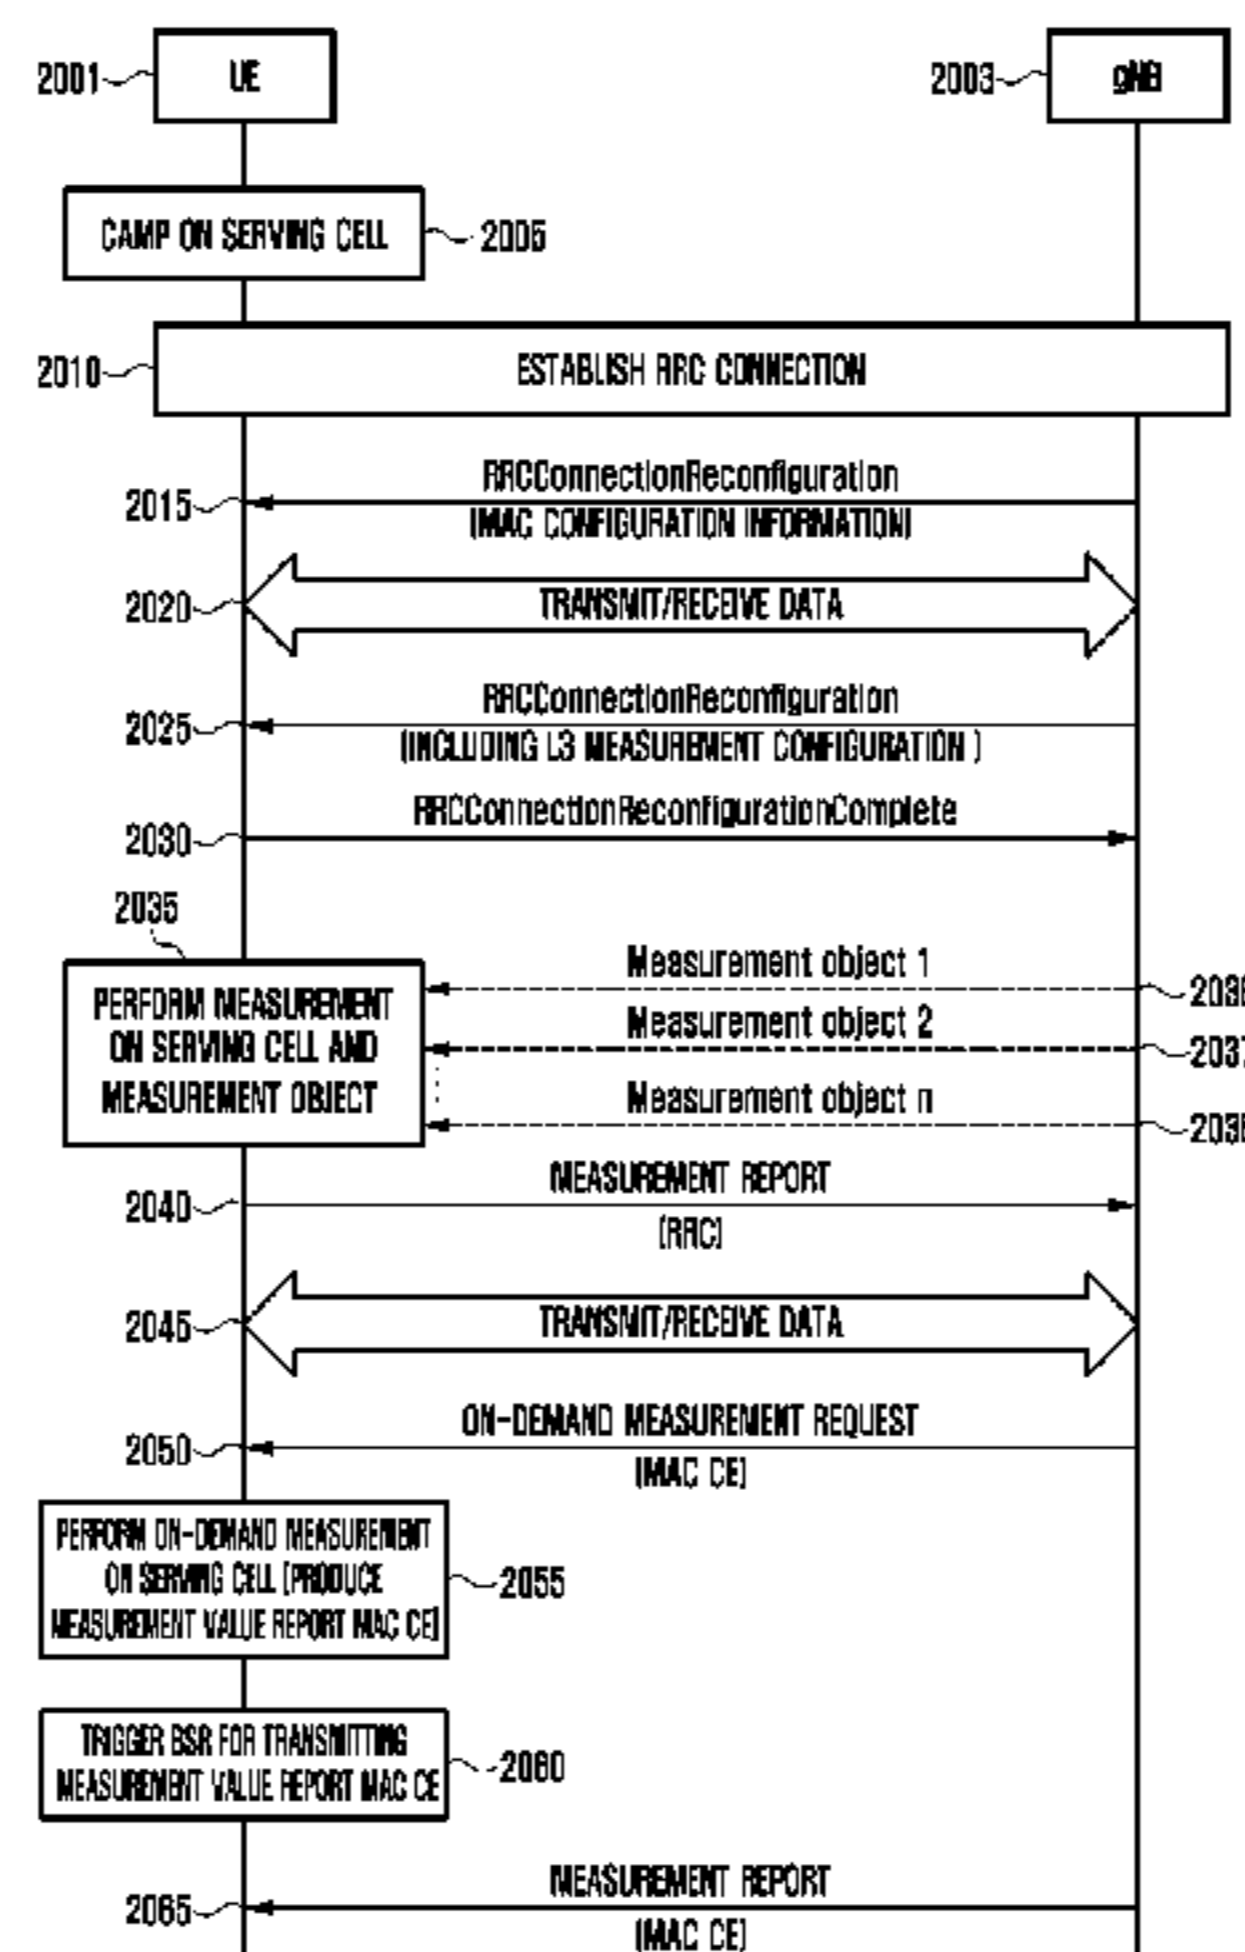 2001
UE
2003
gNB
CAMP ON SERVING CELL
2005
2010
ESTABLISH RRC CONNECTION
RRCConnectionReconfiguration
2015
(MAC CONFIGURATION INFORMATION)
2020
TRANSMIT/RECEIVE DATA
RRCConnectionReconfiguration
2025
(INCLUDING L3 MEASUREMENT CONFIGURATION )
RRCConnectionReconfigurationComplete
2030
2035
PERFORM MEASUREMENT
ON SERVING CELL AND
MEASUREMENT OBJECT
Measurement object 1
Measurement object 2
2037
Measurement object n
MEASUREMENT REPORT
2040
(RRC)
2045
TRANSMIT/RECEIVE DATA
ON-DEMAND MEASUREMENT REQUEST
2050
(MAC CE)
PERFORM ON-DEMAND MEASUREMENT
ON SERVING CELL (PRODUCE
MEASUREMENT VALUE REPORT MAC CE)
2055
TRIGGER BSR FOR TRANSMITTING
MEASUREMENT VALUE REPORT MAC CE
2060
MEASUREMENT REPORT
2065
(MAC CE)